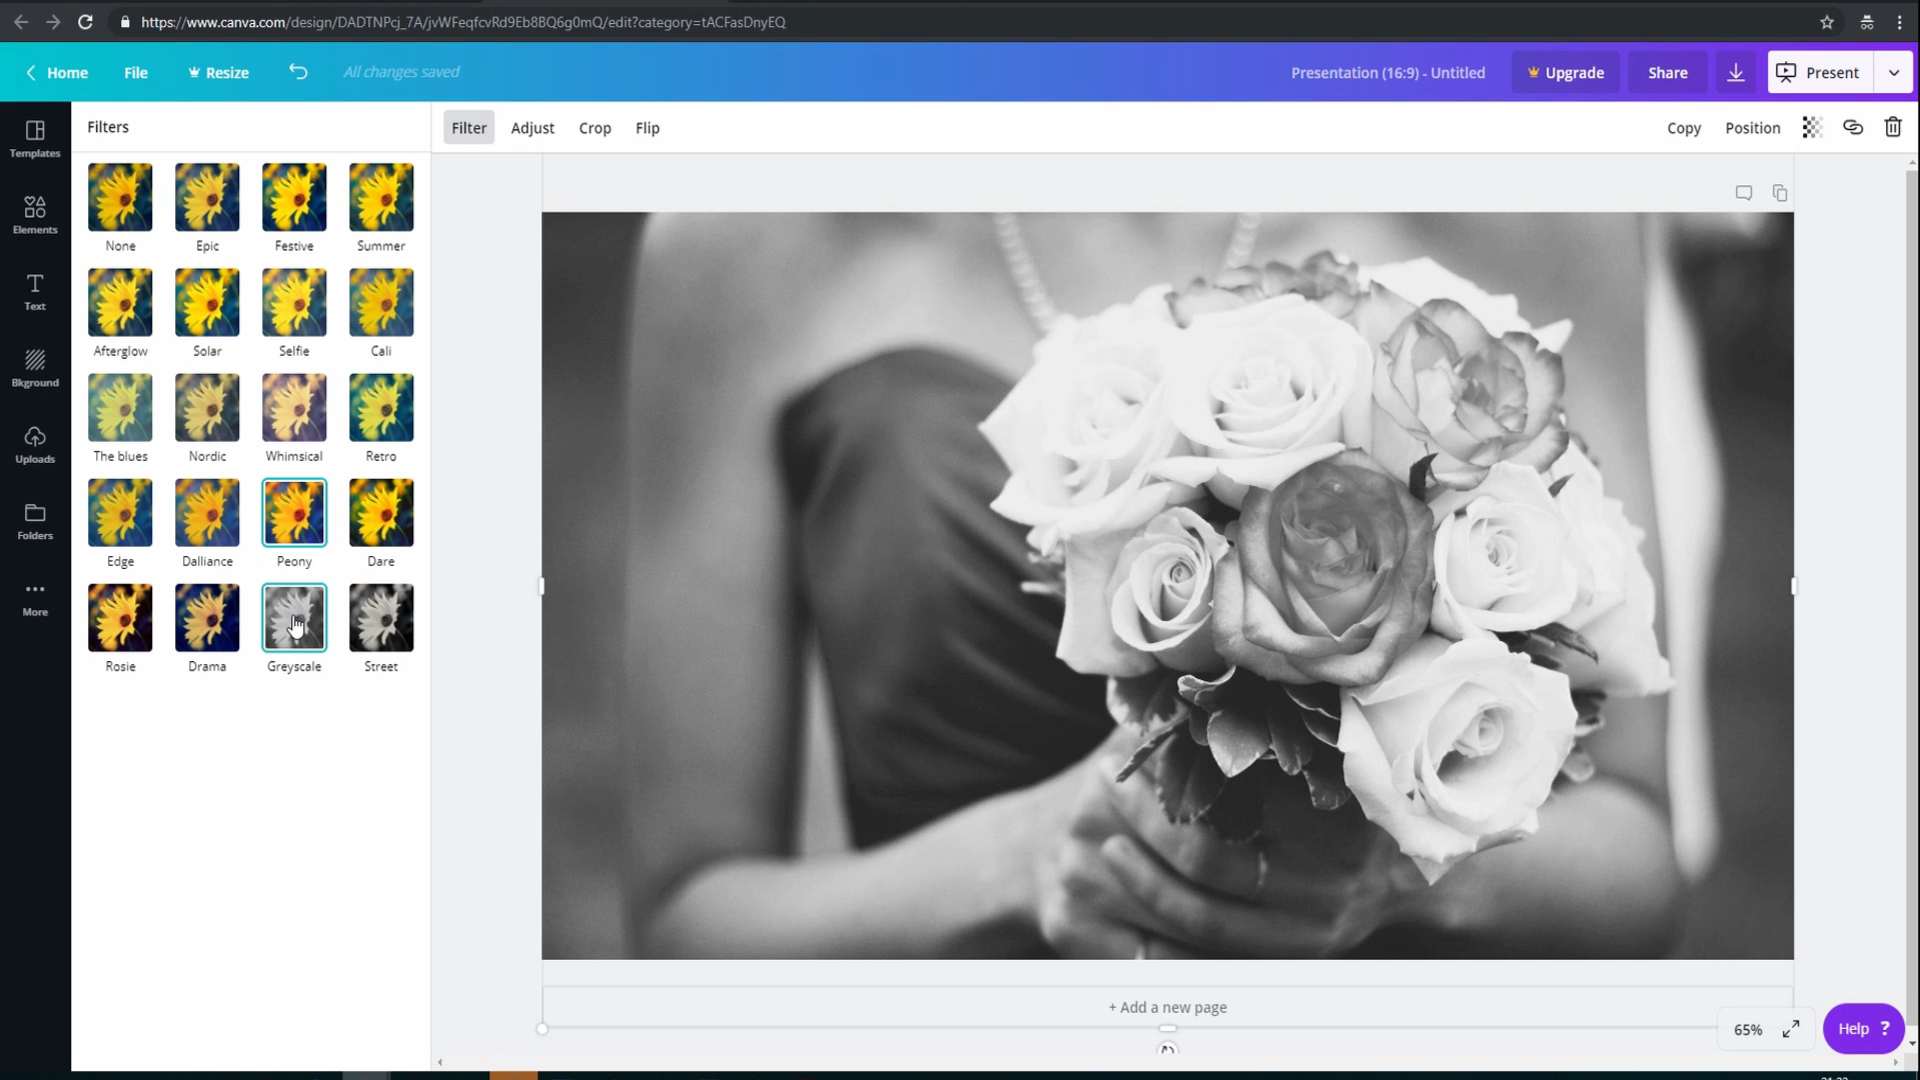 https://www.canva.com/design/DADTNPcj_7A/jvWFeqfcvRd9Eb8BQ6g0mQ/edit?category=tACFasDnyEQ
Home File Resize All changes saved Presentation (16:9) - Untitled Upgrade Share Present
Filters
Filter Adjust Crop Flip Copy Position
Templates
Elements
Text
Bkground
Uploads
Folders
More
None Epic Festive Summer
Afterglow Solar Selfie Cali
The blues Nordic Whimsical Retro
Edge Dalliance Peony Dare
Rosie Drama Greyscale Street
+ Add a new page
65%
Help ?